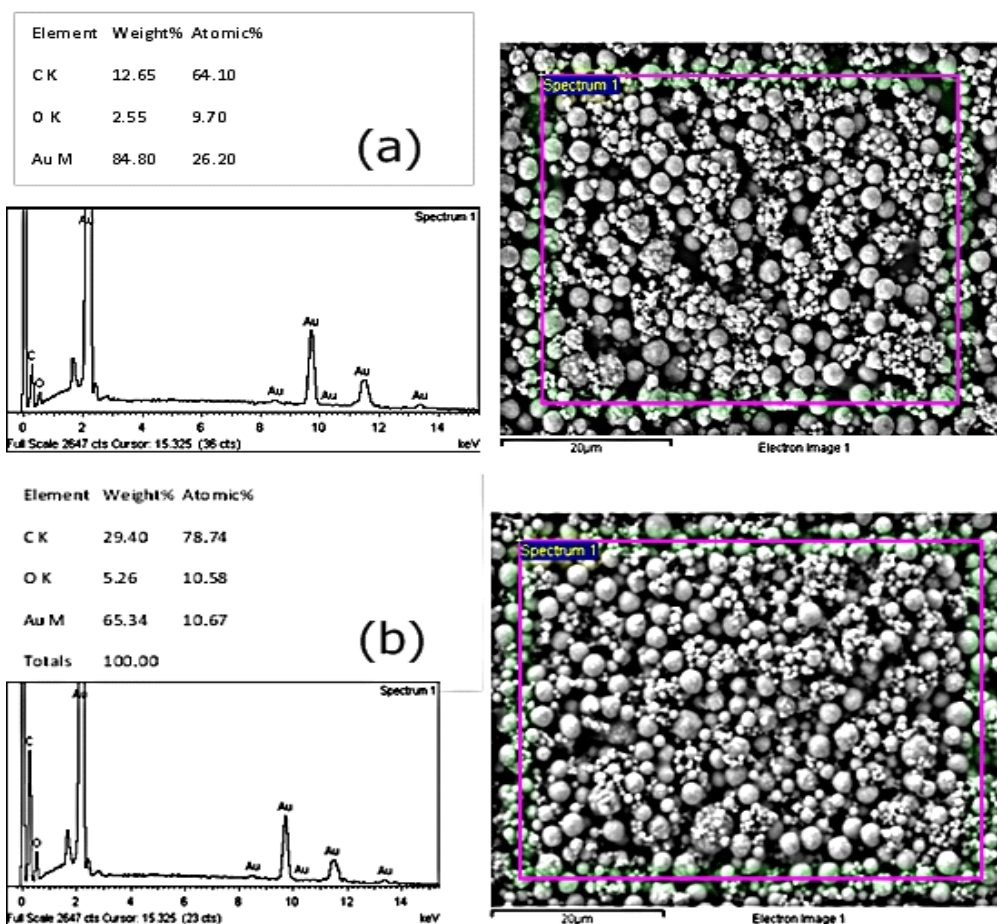 Element Weight% Atomic%
C K 12.65 64.10
O K 2.55 9.70
Au M 84.80 26.20
(a)
Spectrum 1
Au
C
O
Au
Au
Au
Au
Au
0 2 4 6 8 10 12 14
Full Scale 2647 cts Cursor: 15.325 (36 cts) keV
Spectrum 1
20µm Electron Image 1
Element Weight% Atomic%
C K 29.40 78.74
O K 5.26 10.58
Au M 65.34 10.67
Totals 100.00
(b)
Spectrum 1
Au
C
O
Au
Au
Au
Au
Au
0 2 4 6 8 10 12 14
Full Scale 2647 cts Cursor: 15.325 (23 cts) keV
Spectrum 1
20µm Electron Image 1